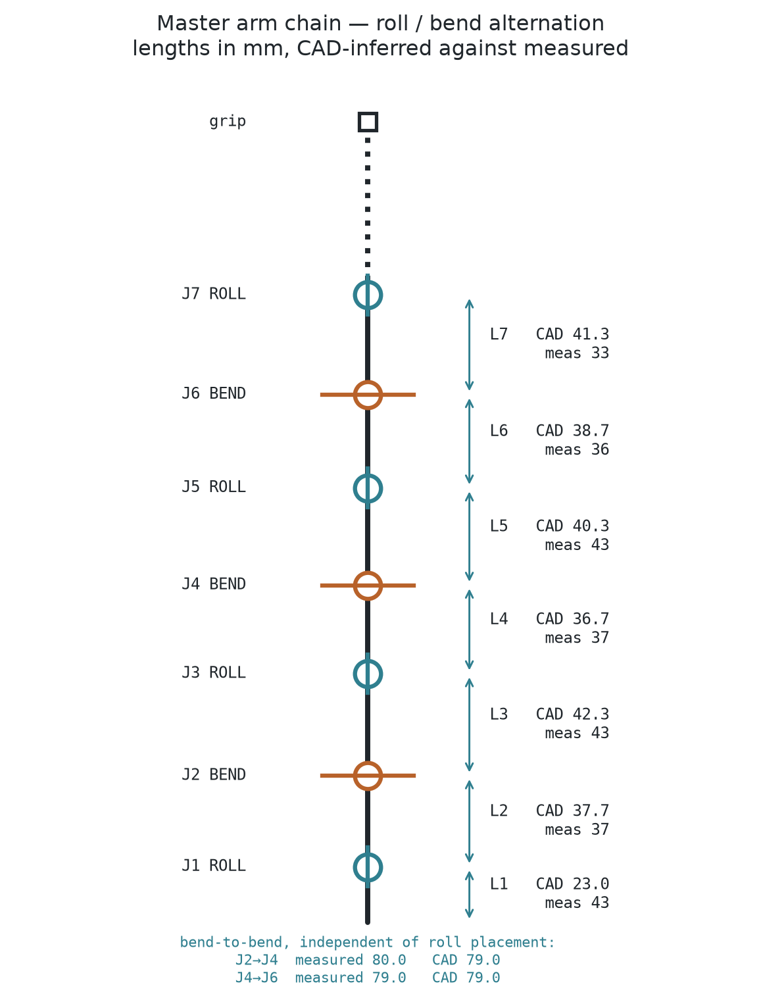 Master arm chain — roll / bend alternation
lengths in mm, CAD-inferred against measured
grip
J7 ROLL
L7 CAD 41.3
meas 33
J6 BEND
L6 CAD 38.7
meas 36
J5 ROLL
L5 CAD 40.3
meas 43
J4 BEND
L4 CAD 36.7
meas 37
J3 ROLL
L3 CAD 42.3
meas 43
J2 BEND
L2 CAD 37.7
meas 37
J1 ROLL
L1 CAD 23.0
meas 43
bend-to-bend, independent of roll placement:
J2→J4 measured 80.0 CAD 79.0
J4→J6 measured 79.0 CAD 79.0